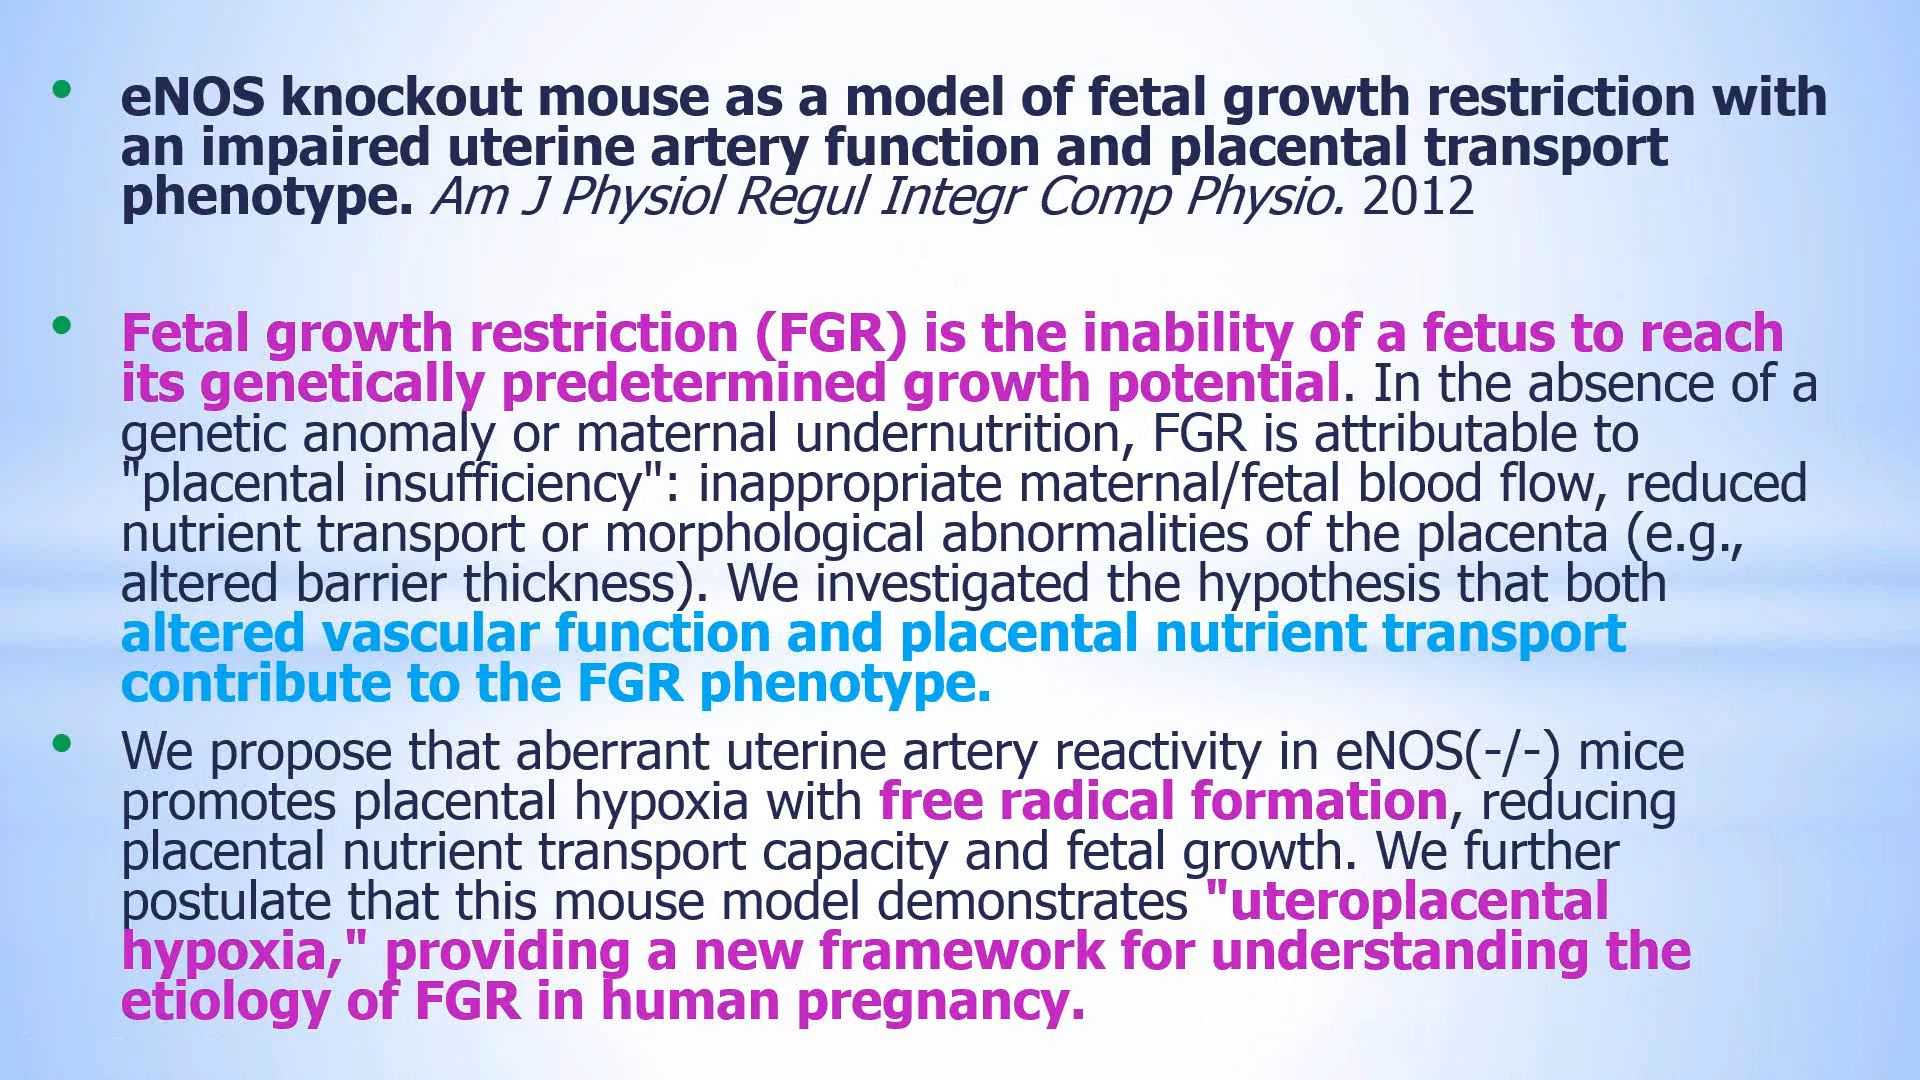 • eNOS knockout mouse as a model of fetal growth restriction with
an impaired uterine artery function and placental transport
phenotype. Am J Physiol Regul Integr Comp Physio. 2012
• Fetal growth restriction (FGR) is the inability of a fetus to reach
its genetically predetermined growth potential. In the absence of a
genetic anomaly or maternal undernutrition, FGR is attributable to
"placental insufficiency": inappropriate maternal/fetal blood flow, reduced
nutrient transport or morphological abnormalities of the placenta (e.g.,
altered barrier thickness). We investigated the hypothesis that both
altered vascular function and placental nutrient transport
contribute to the FGR phenotype.
• We propose that aberrant uterine artery reactivity in eNOS(-/-) mice
promotes placental hypoxia with free radical formation, reducing
placental nutrient transport capacity and fetal growth. We further
postulate that this mouse model demonstrates "uteroplacental
hypoxia," providing a new framework for understanding the
etiology of FGR in human pregnancy.